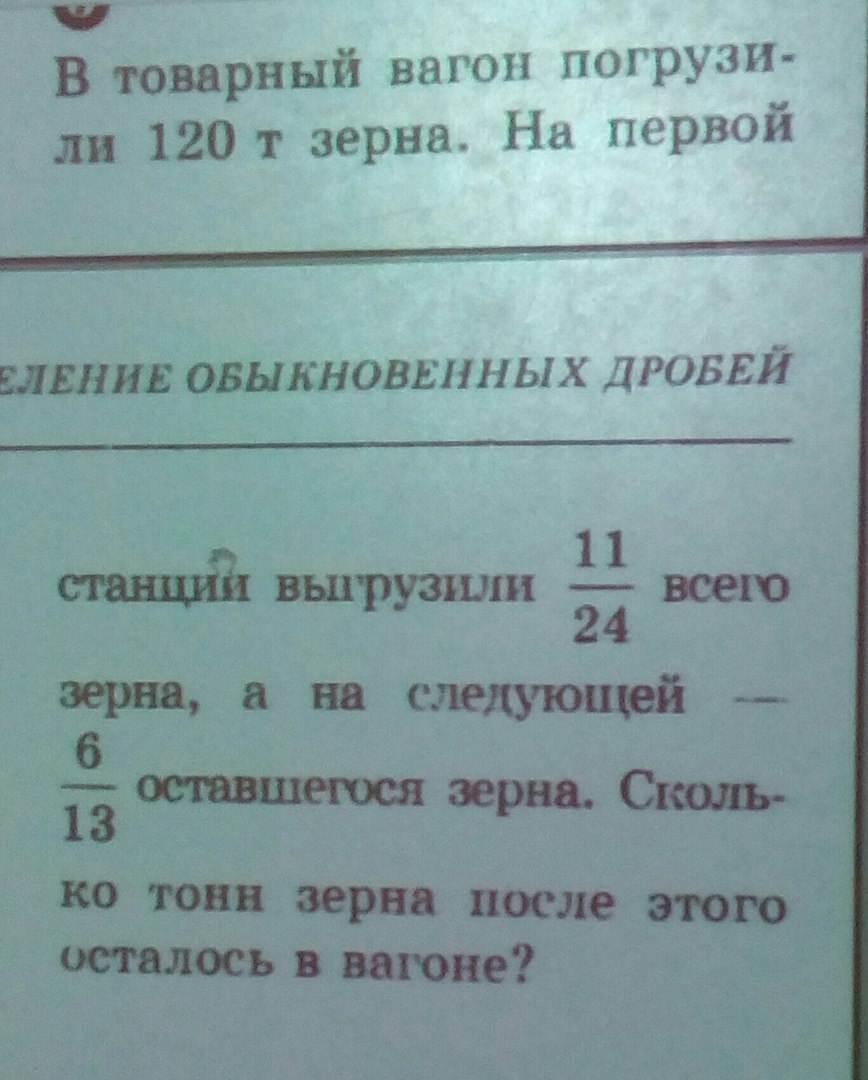 В товарный вагон погрузи-
ли 120 т зерна. На первой
ЕЛЕНИЕ ОБЫКНОВЕННЫХ ДРОБЕЙ
станций выгрузили 11/24 всего
зерна, а на следующей —
6/13 оставшегося зерна. Сколь-
ко тонн зерна после этого
осталось в вагоне?